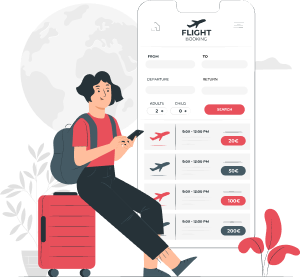 FLIGHT
BOOKING
FROM TO
DEPARTURE RETURN
ADULTS CHILD
2 0 SEARCH
9:00 - 12:00 PM
20€
9:00 - 12:00 PM
50€
9:00 - 12:00 PM
100€
9:00 - 12:00 PM
200€